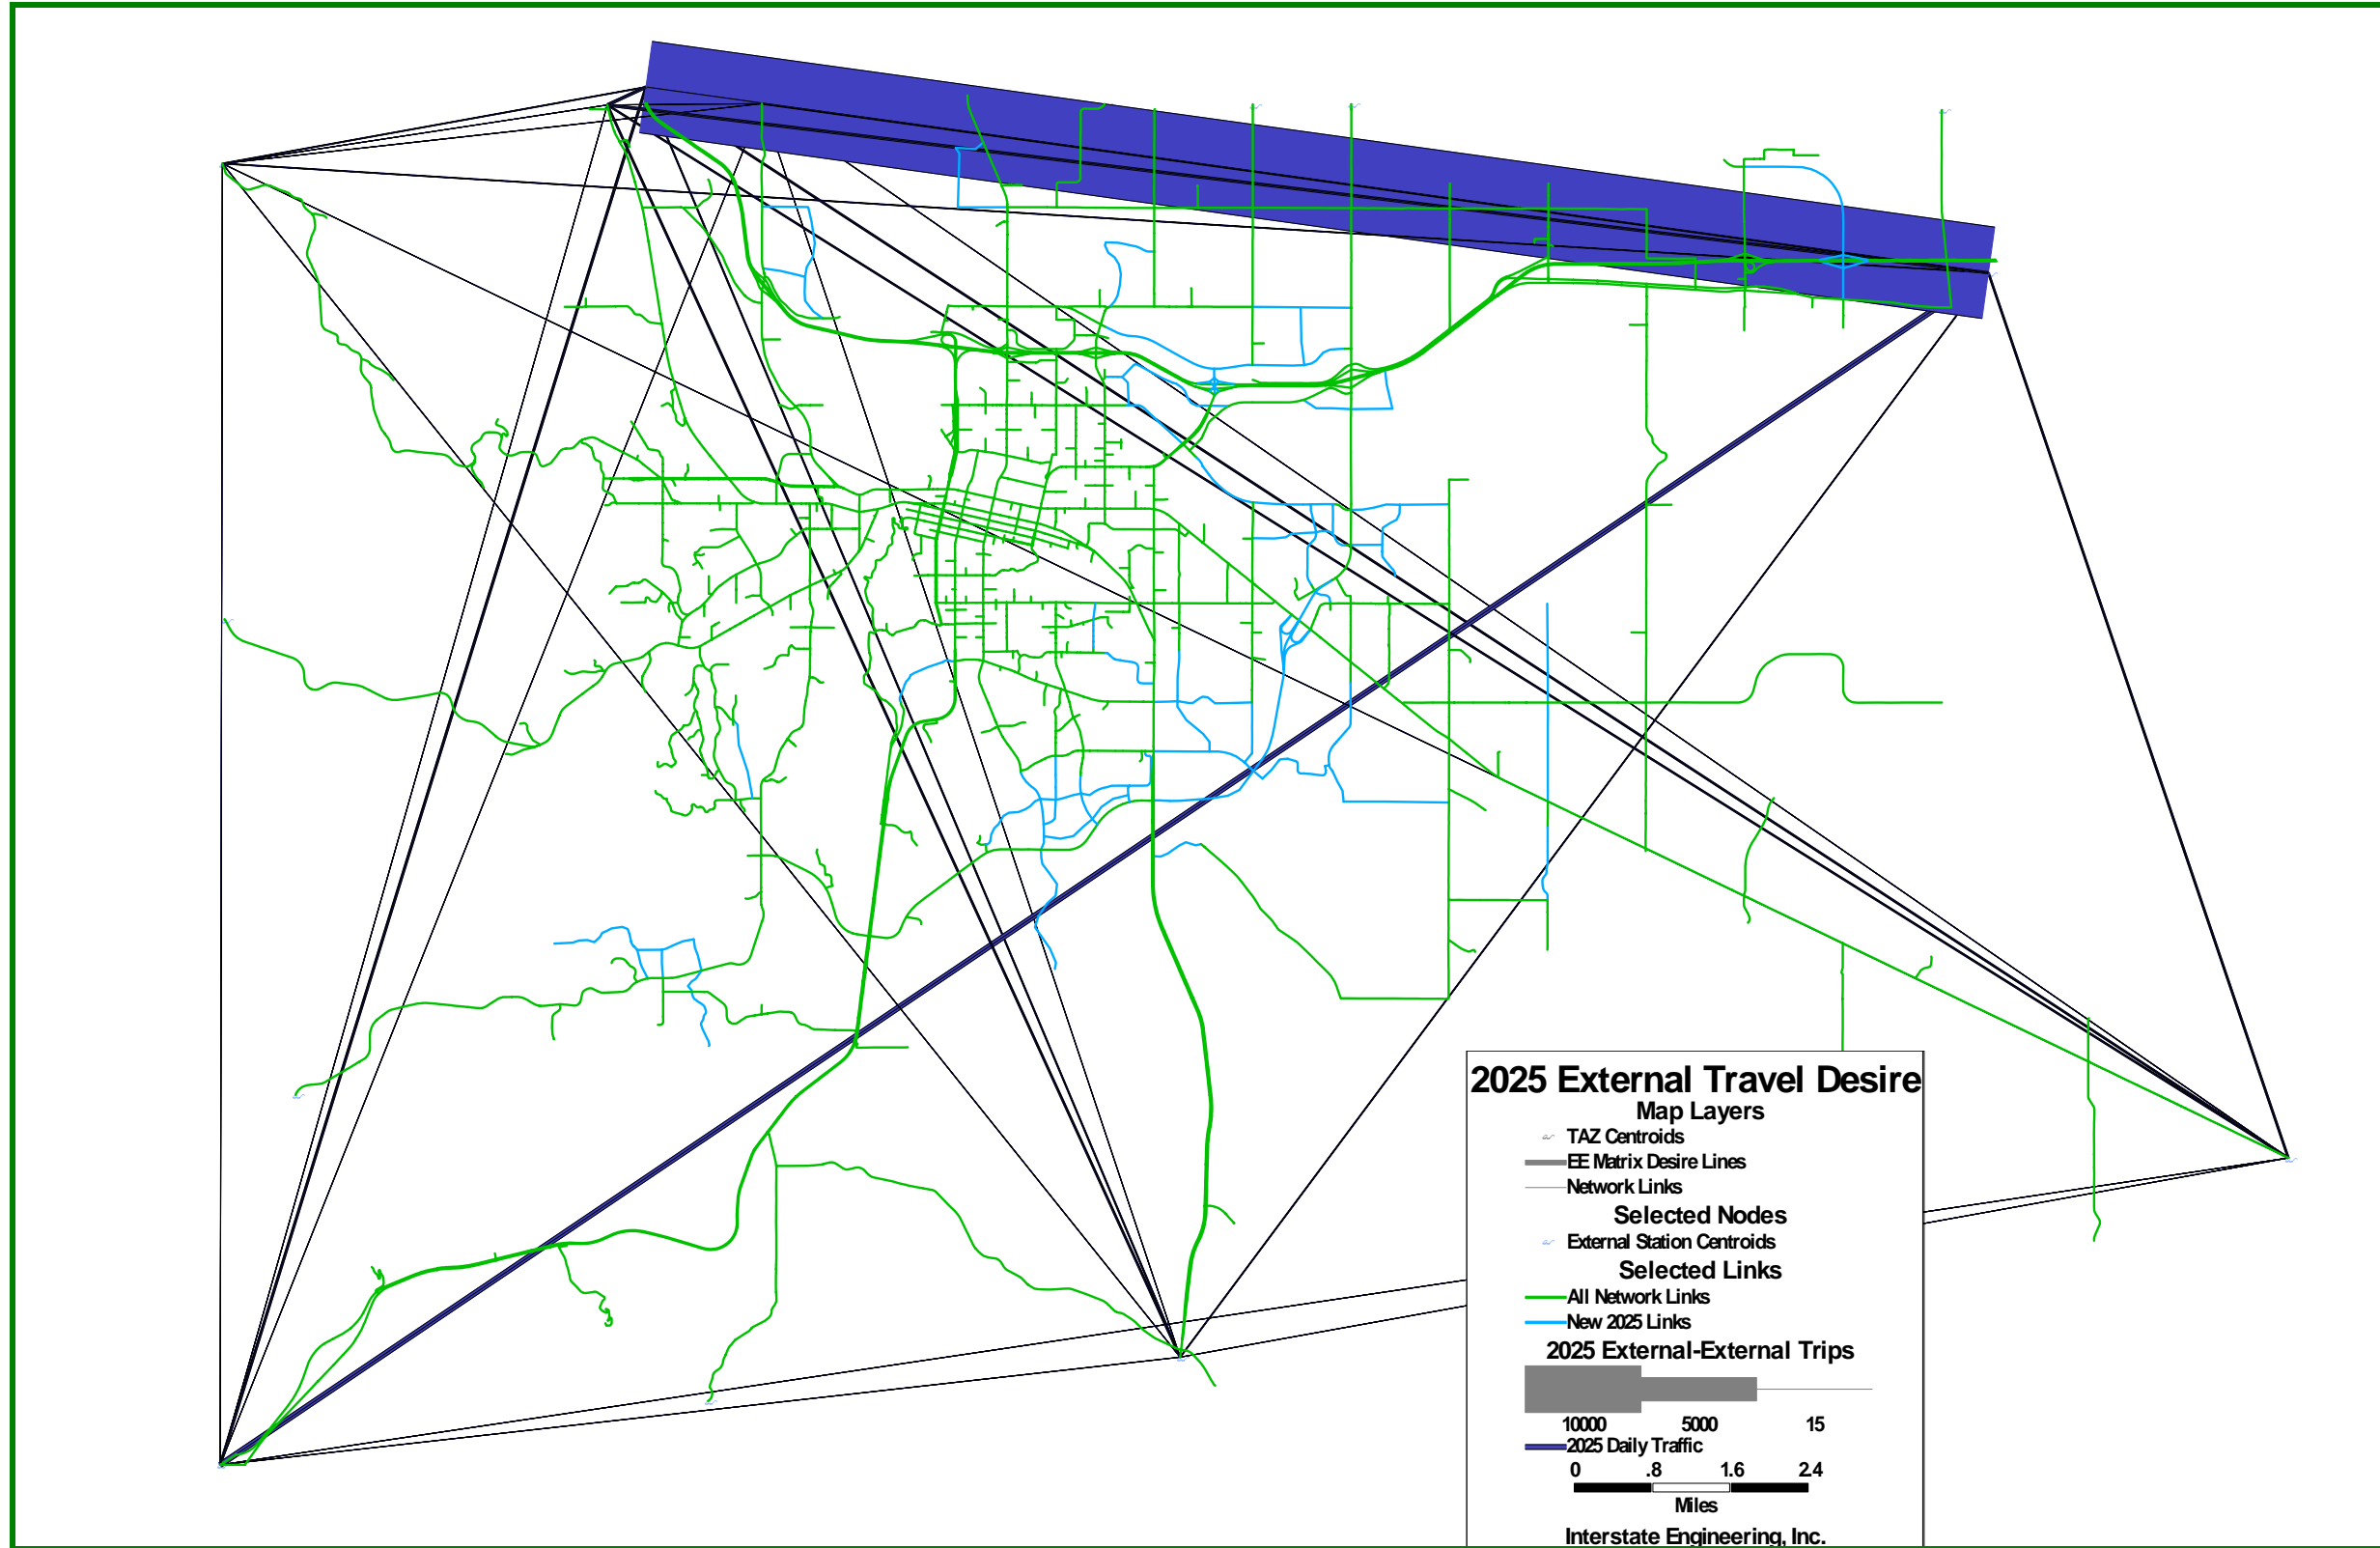 2025 External Travel Desire
Map Layers
TAZ Centroids
EE Matrix Desire Lines
Network Links
Selected Nodes
External Station Centroids
Selected Links
All Network Links
New 2025 Links
2025 External-External Trips
10000 5000 15
2025 Daily Traffic
0 .8 1.6 2.4
Miles
Interstate Engineering, Inc.